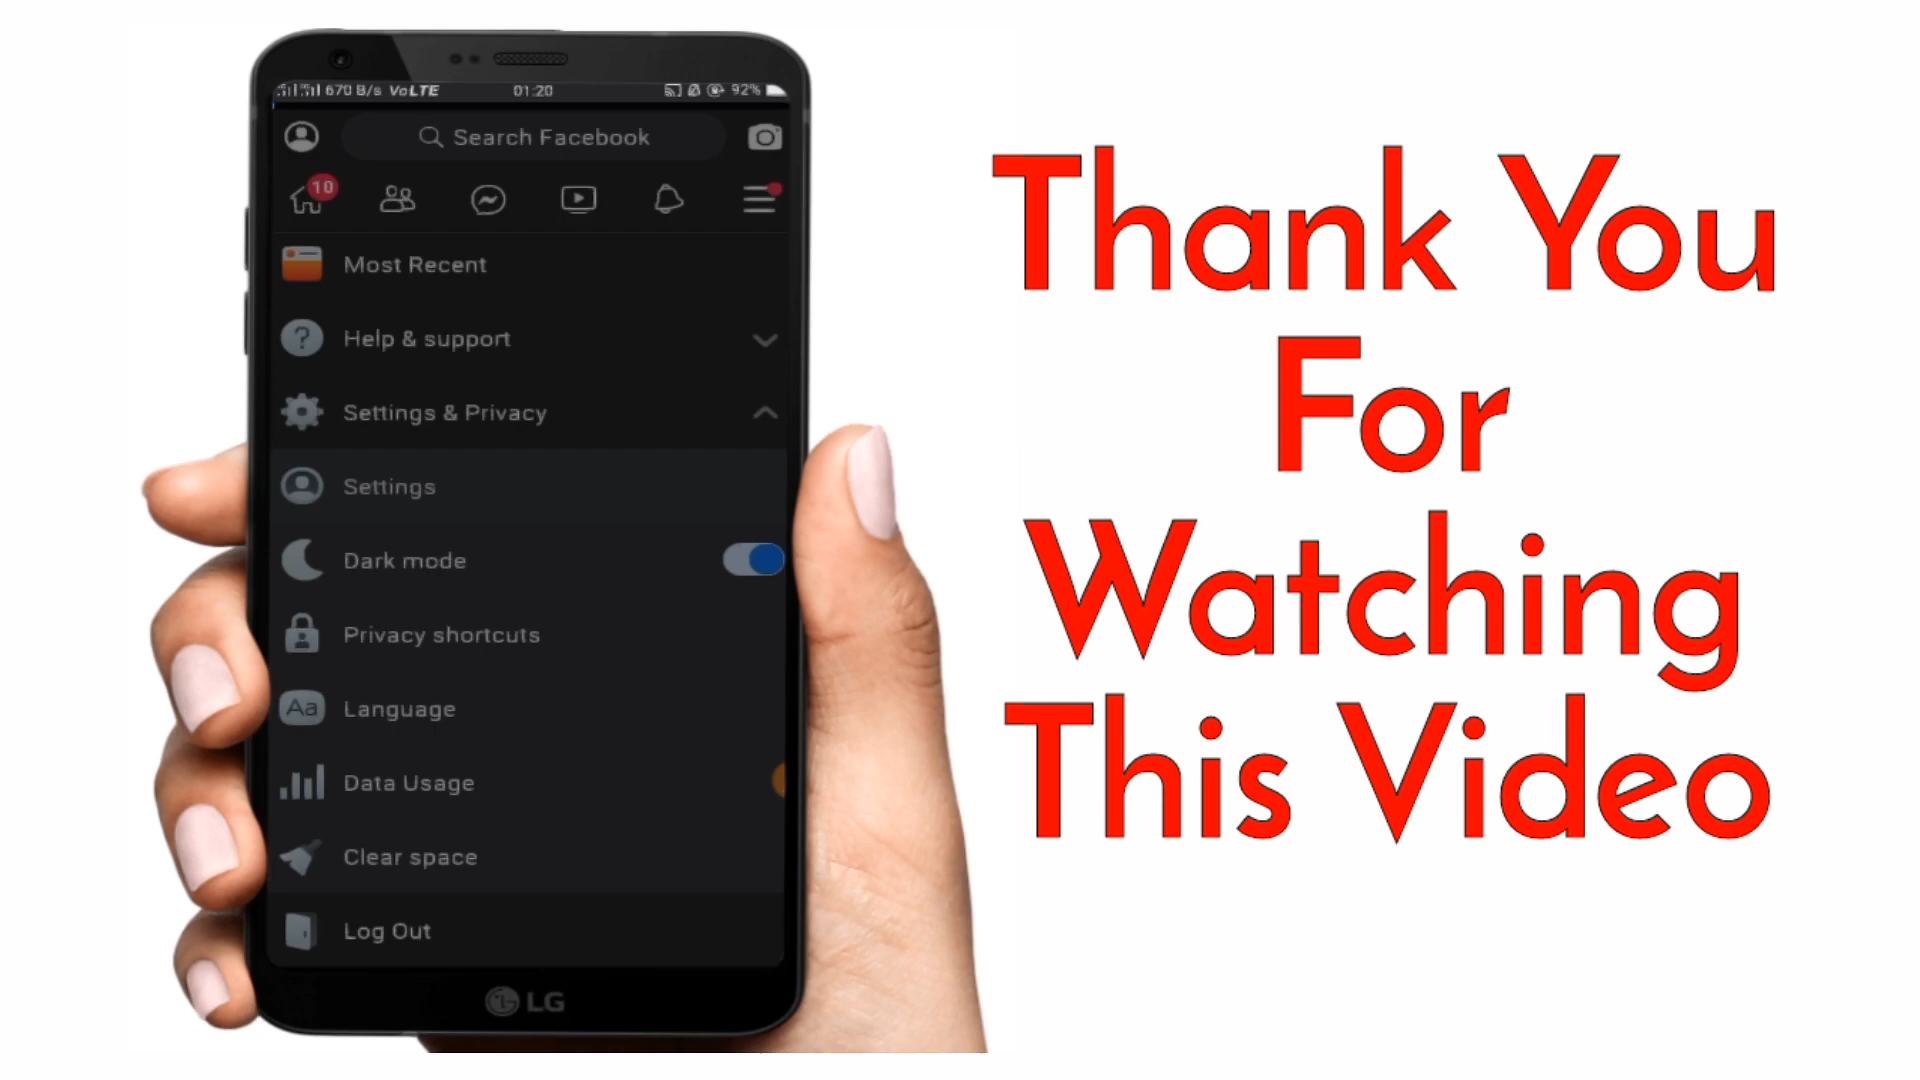 670 B/s VoLTE 01:20 92%
Search Facebook
10
Most Recent
? Help & support
Settings & Privacy
Settings
Dark mode
Privacy shortcuts
Aa Language
Data Usage
Clear space
Log Out
LG
Thank You
For
Watching
This Video